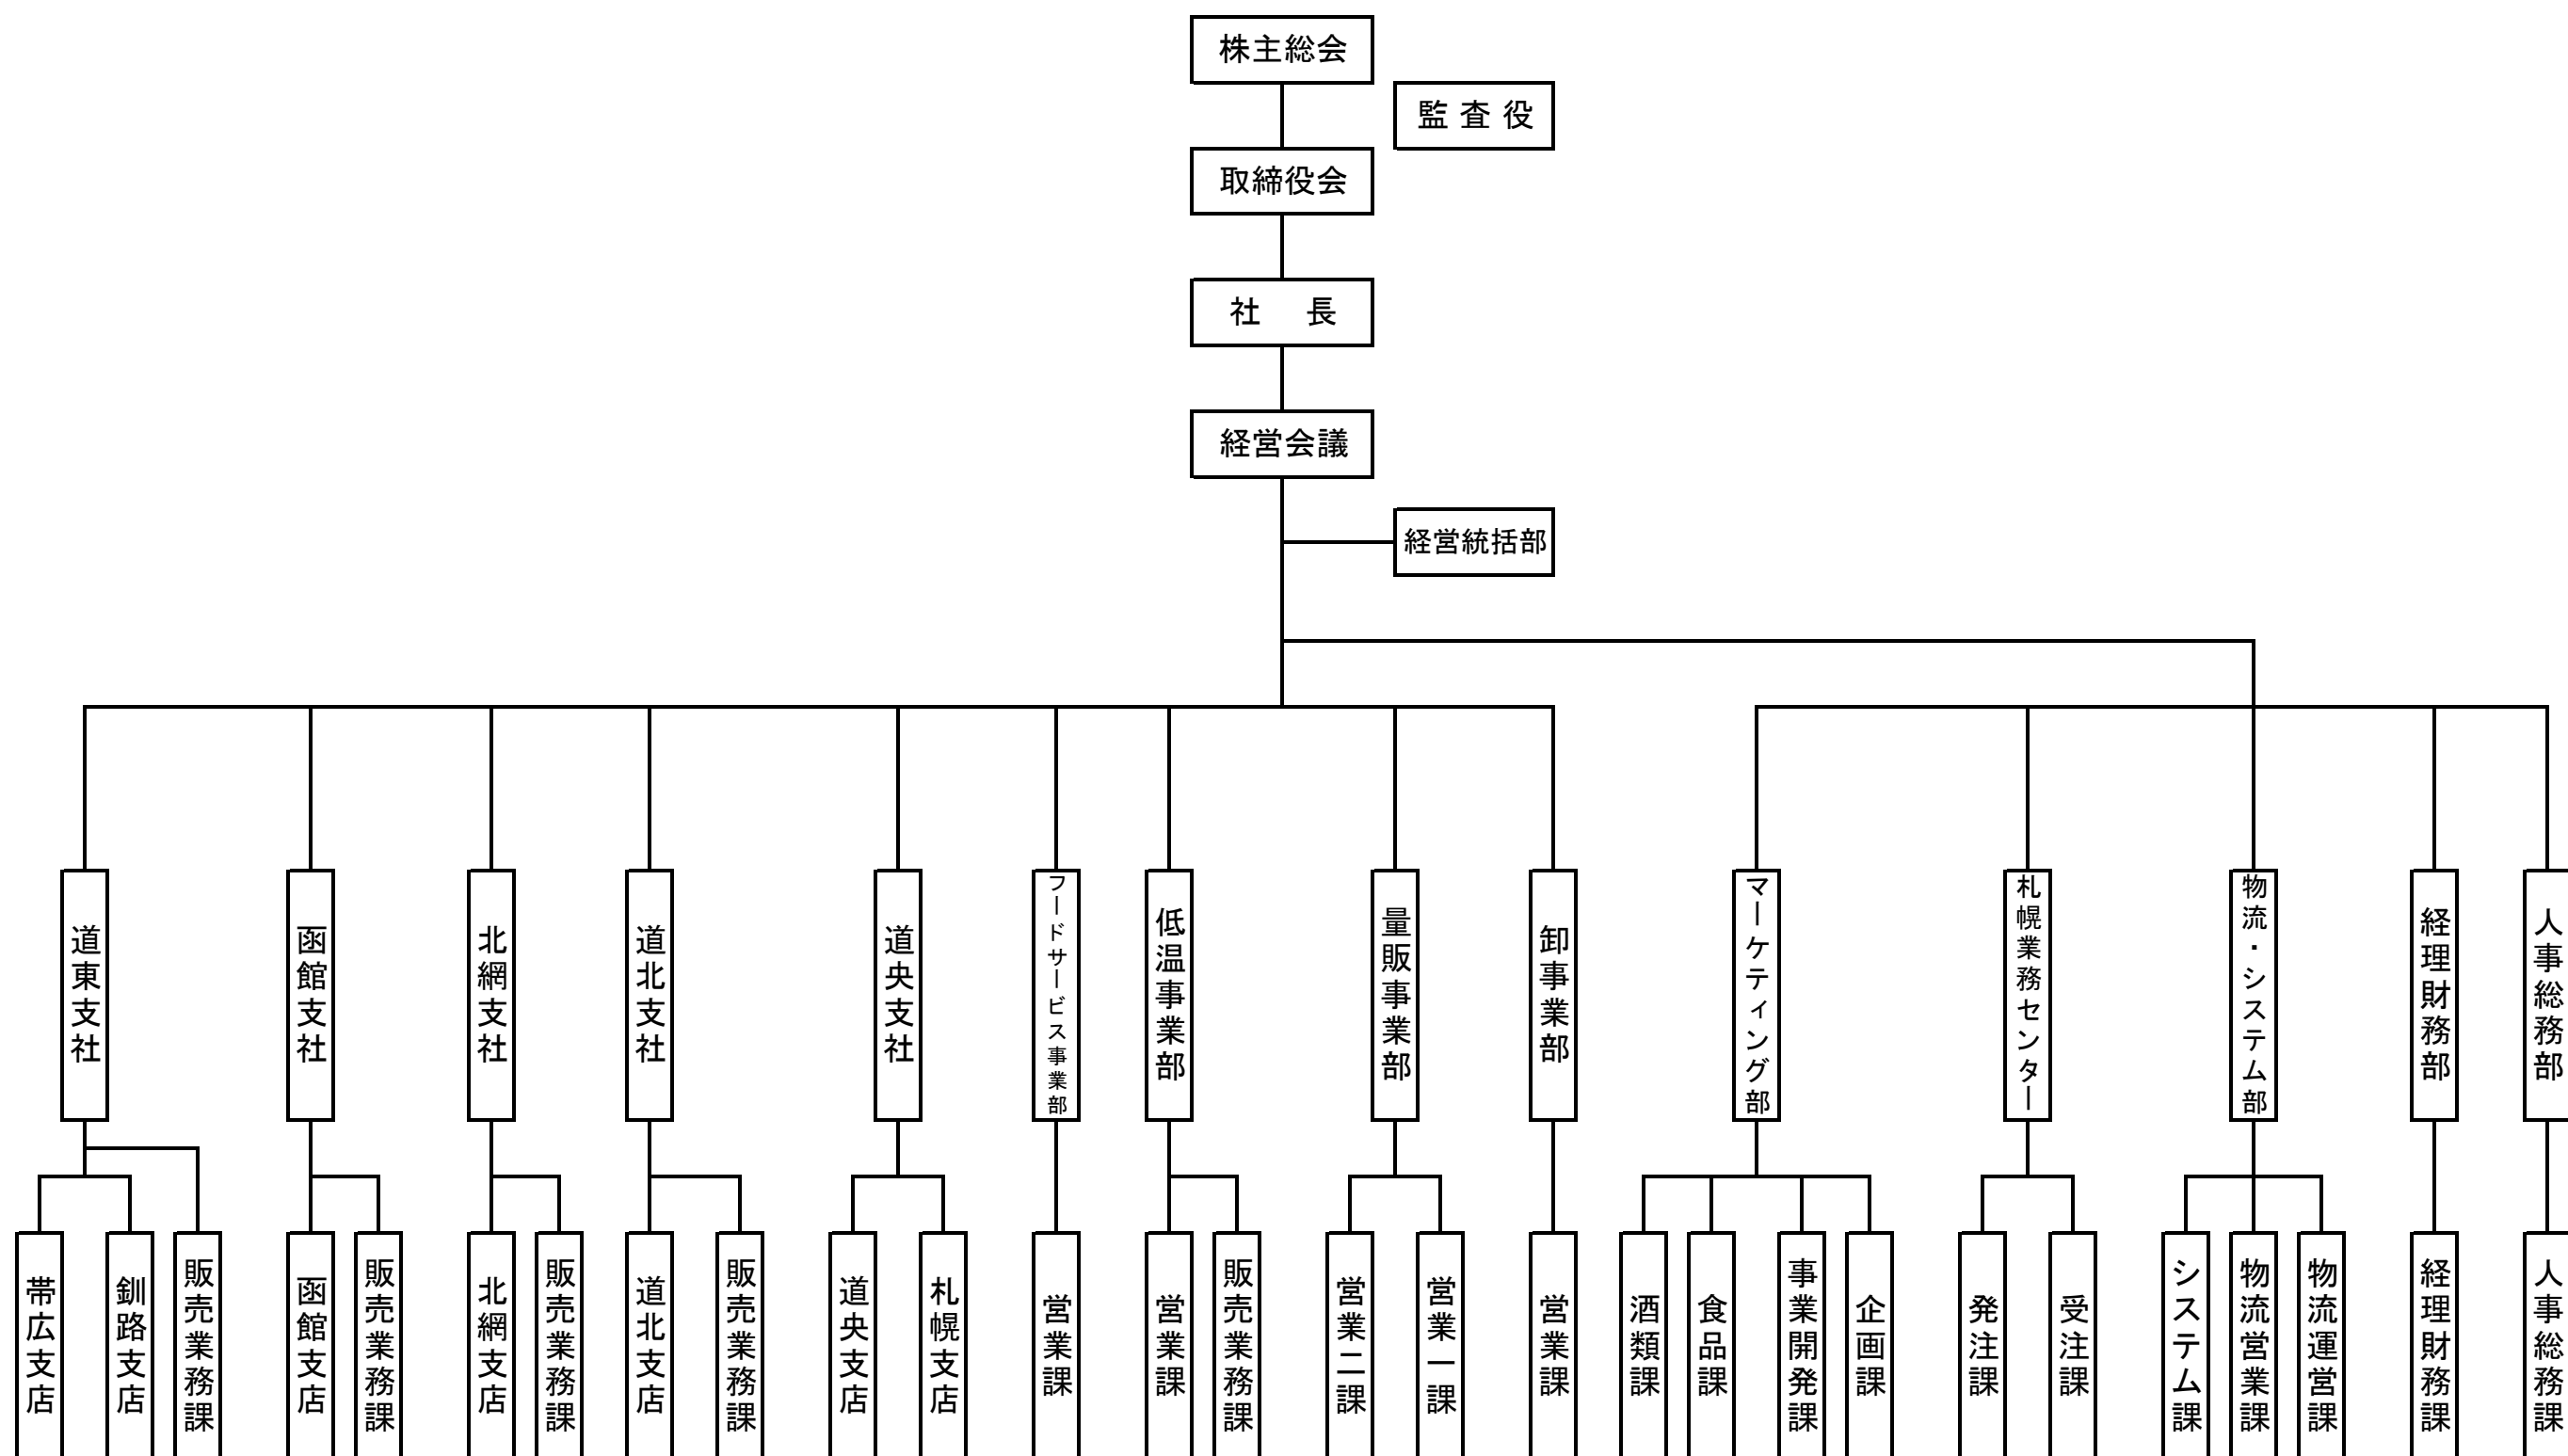 株主総会
監査役
取締役会
社長
経営会議
経営統括部
道東支社
函館支社
北網支社
道北支社
道央支社
フードサービス事業部
低温事業部
量販事業部
卸事業部
マーケティング部
札幌業務センター
物流・システム部
経理財務部
人事総務部
帯広支店
釧路支店
販売業務課
函館支店
販売業務課
北網支店
販売業務課
道北支店
販売業務課
道央支店
札幌支店
営業課
営業課
販売業務課
営業二課
営業一課
営業課
酒類課
食品課
事業開発課
企画課
発注課
受注課
システム課
物流営業課
物流運営課
経理財務課
人事総務課